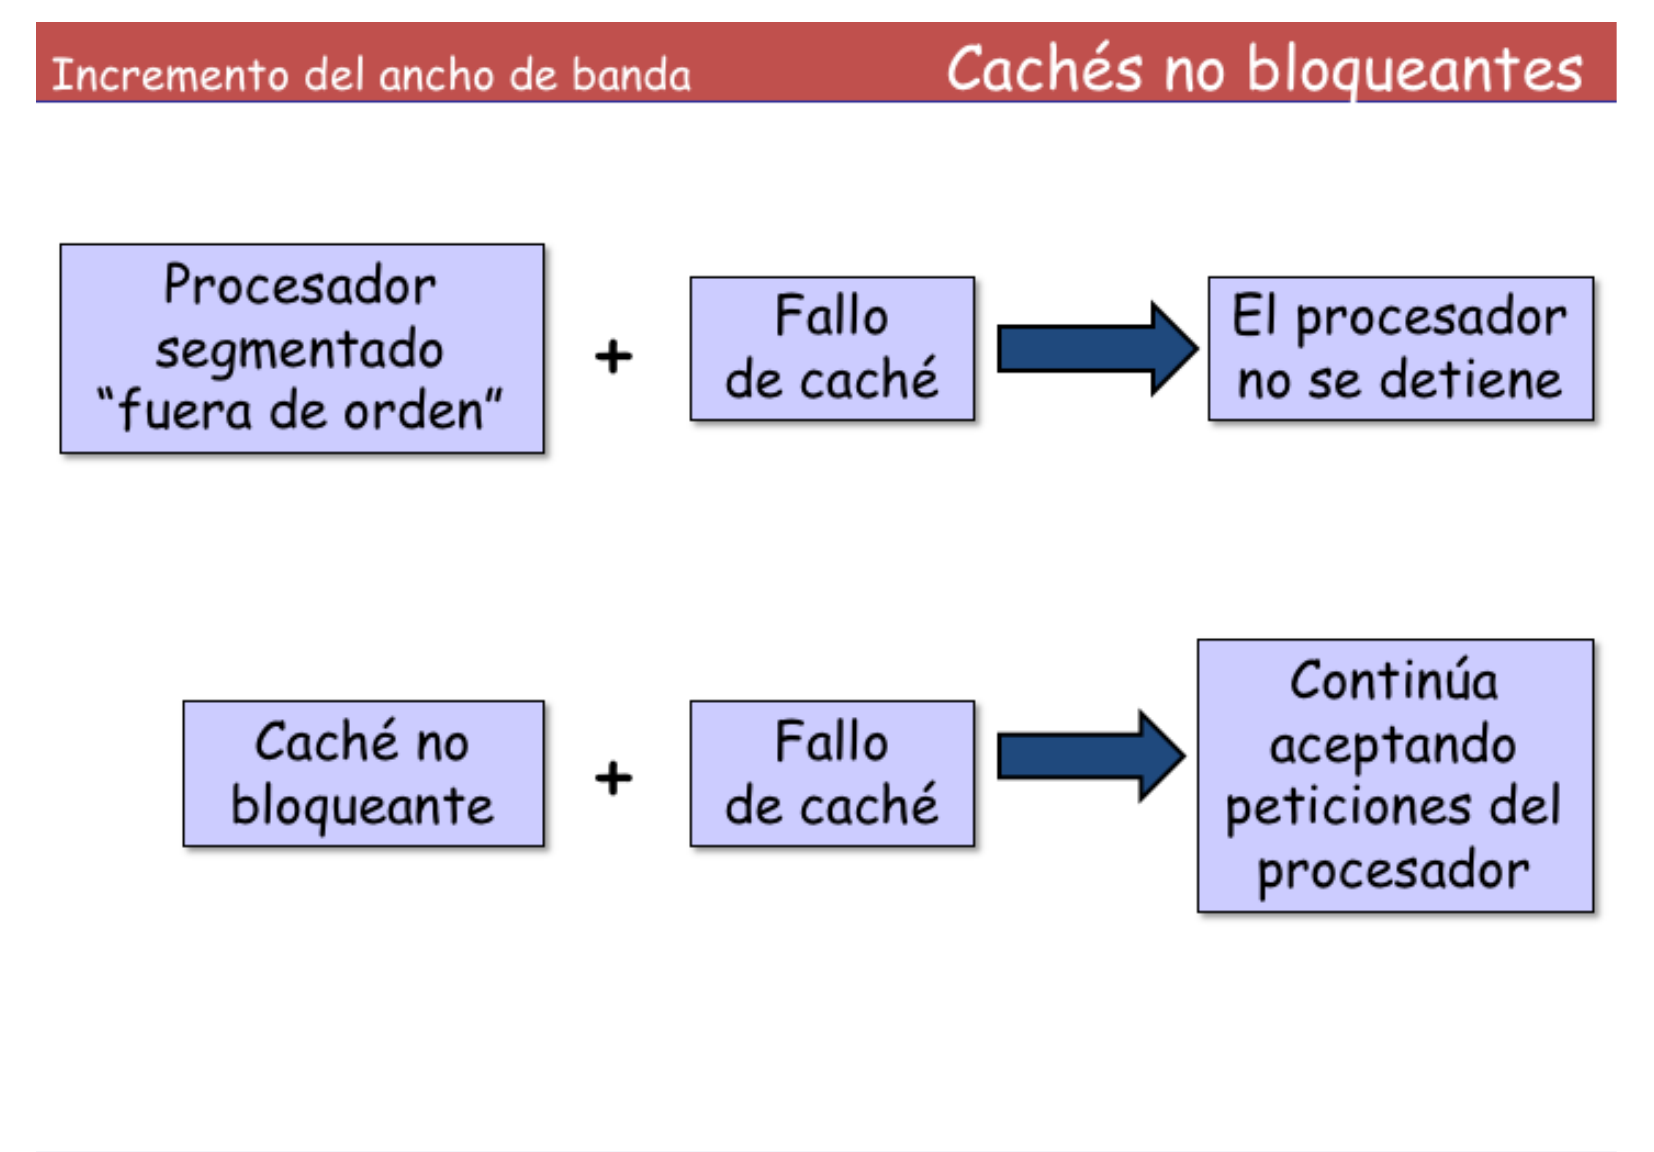 Incremento del ancho de banda
Cachés no bloqueantes
Procesador
segmentado
“fuera de orden”
+
Fallo
de caché
El procesador
no se detiene
Caché no
bloqueante
+
Fallo
de caché
Continúa
aceptando
peticiones del
procesador